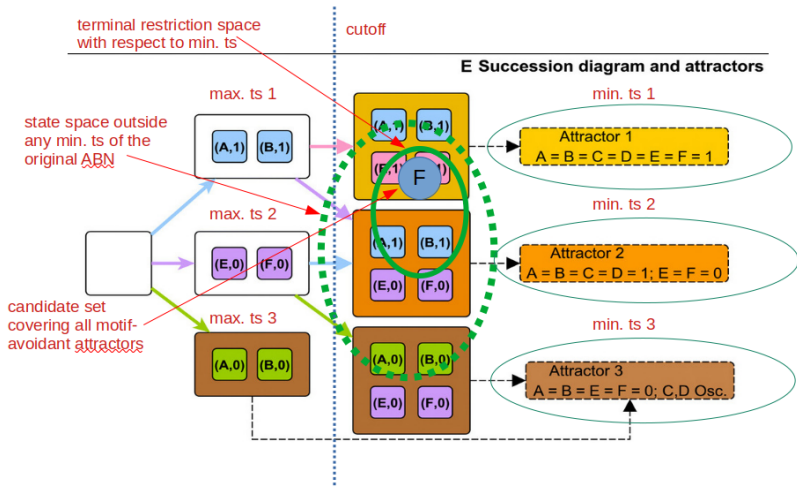 terminal restriction space
with respect to min. ts
cutoff
E Succession diagram and attractors
max. ts 1
min. ts 1
state space outside
any min. ts of the
original ABN
(A,1) (B,1)
(A,1) (B,1)
Attractor 1
A = B = C = D = E = F = 1
F
max. ts 2
min. ts 2
(E,0) (F,0)
(A,1) (B,1)
(E,0) (F,0)
Attractor 2
A = B = C = D = 1; E = F = 0
candidate set
covering all motif-
avoidant attractors
max. ts 3
min. ts 3
(A,0) (B,0)
(A,0) (B,0)
(E,0) (F,0)
Attractor 3
A = B = E = F = 0; C,D Osc.